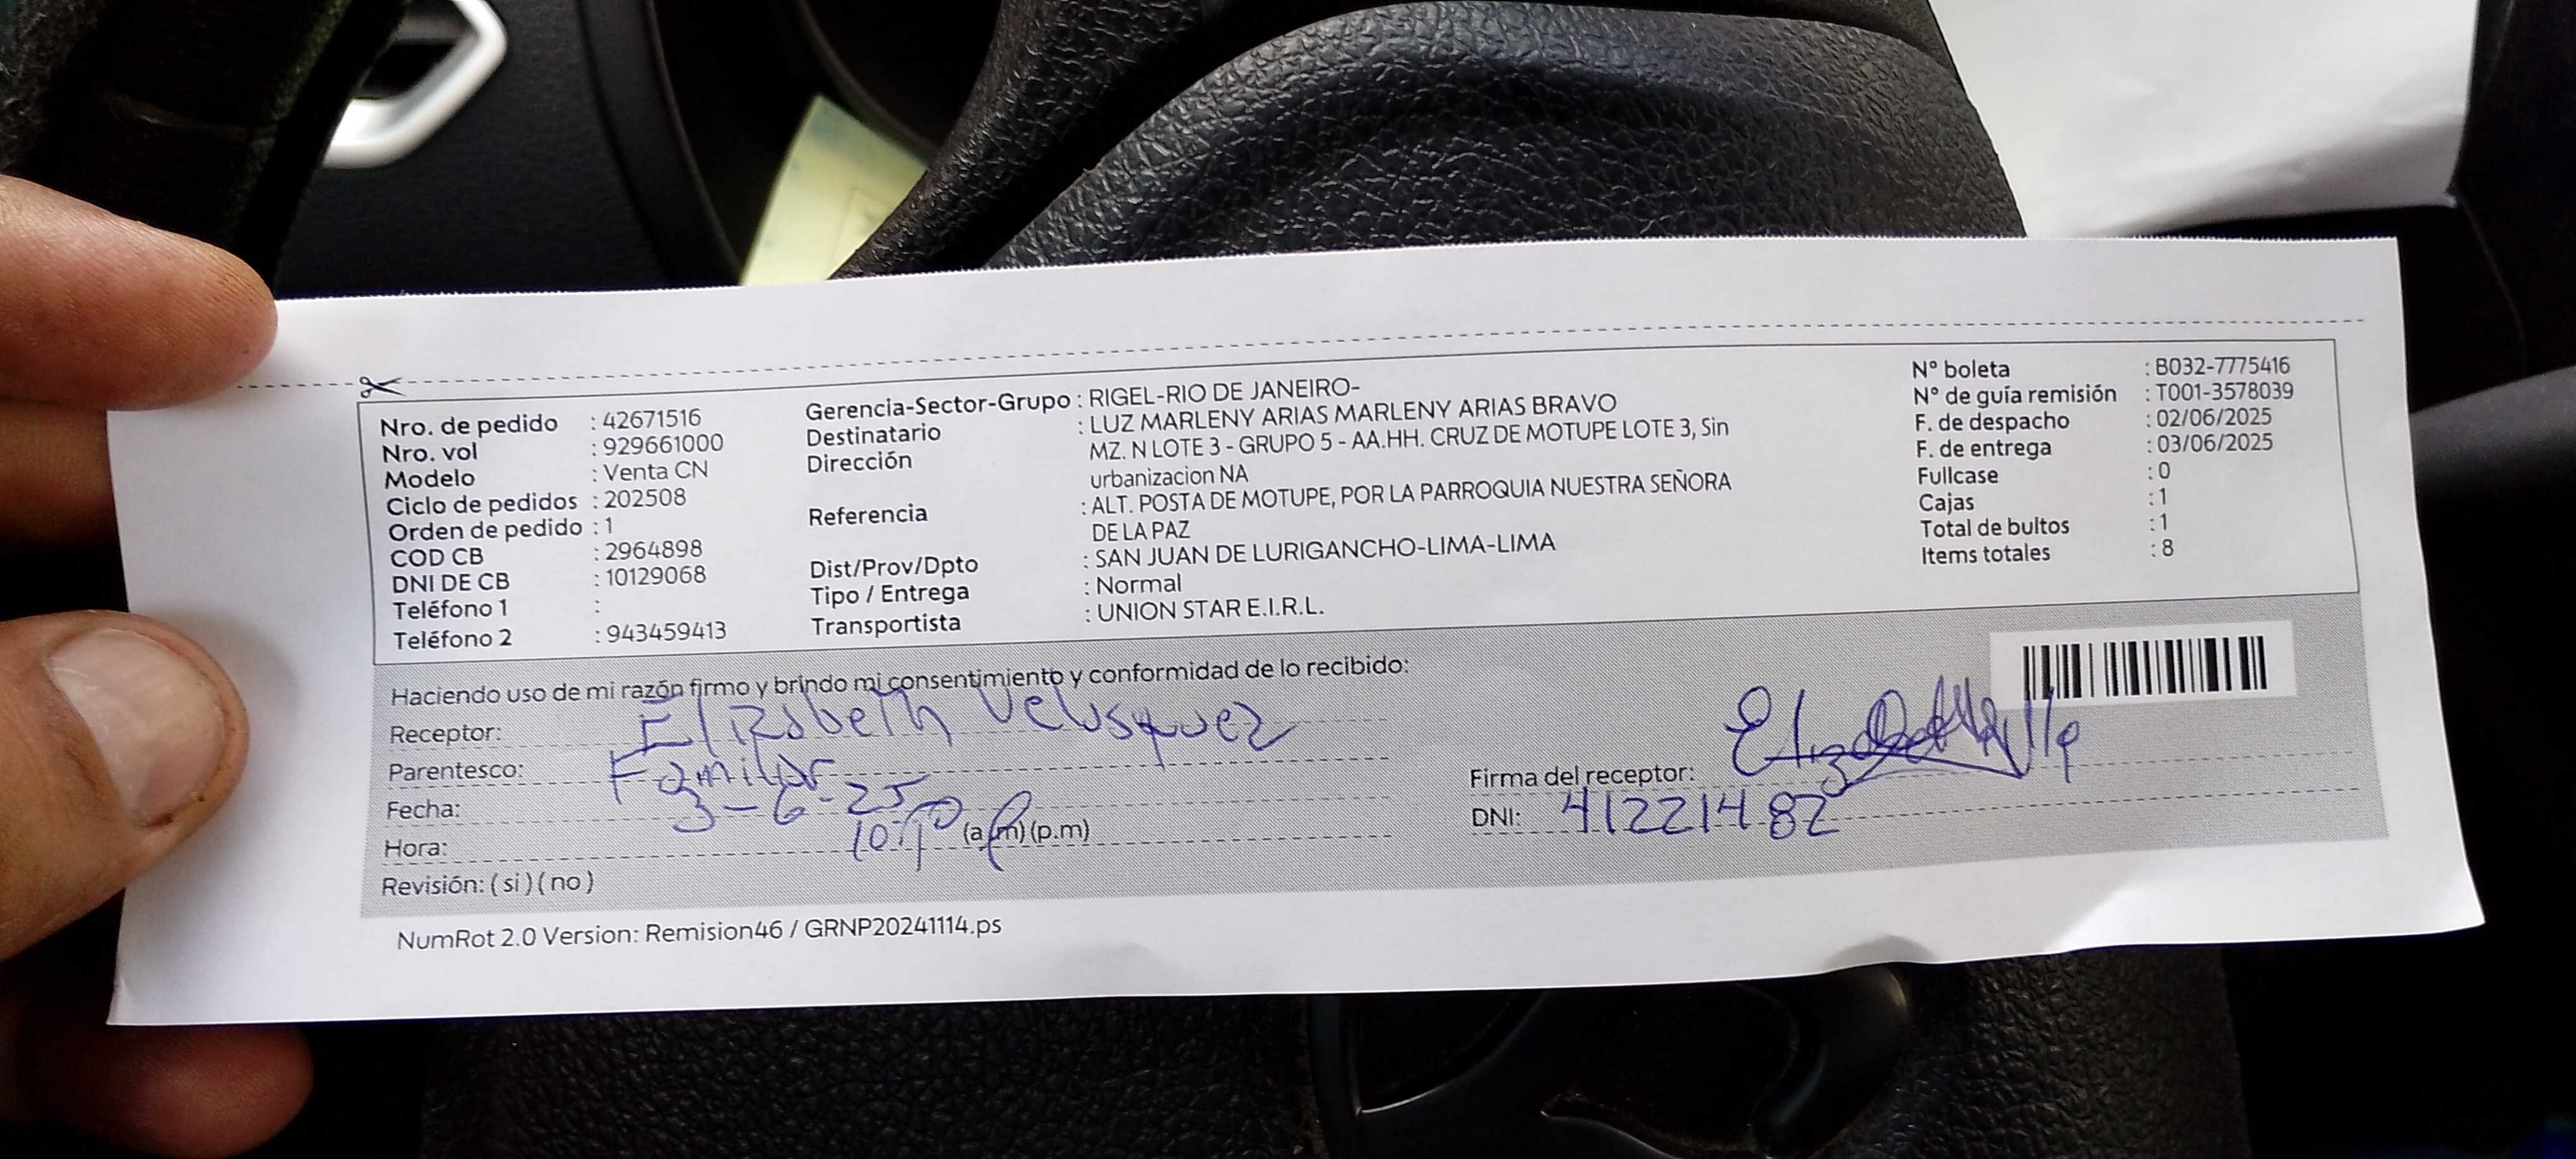 Nro. de pedido : 42671516
Nro. vol : 929661000
Modelo : Venta CN
Ciclo de pedidos : 202508
Orden de pedido : 1
COD CB : 2964898
DNI DE CB : 10129068
Teléfono 1 :
Teléfono 2 : 943459413
Gerencia-Sector-Grupo : RIGEL-RIO DE JANEIRO-
Destinatario : LUZ MARLENY ARIAS MARLENY ARIAS BRAVO
Dirección MZ. N LOTE 3 - GRUPO 5 - AA.HH. CRUZ DE MOTUPE LOTE 3, Sin
urbanizacion NA
Referencia : ALT. POSTA DE MOTUPE, POR LA PARROQUIA NUESTRA SEÑORA
DE LA PAZ
Dist/Prov/Dpto : SAN JUAN DE LURIGANCHO-LIMA-LIMA
Tipo / Entrega : Normal
Transportista : UNION STAR E.I.R.L.
N° boleta : B032-7775416
N° de guía remisión : T001-3578039
F. de despacho : 02/06/2025
F. de entrega : 03/06/2025
Fullcase : 0
Cajas : 1
Total de bultos : 1
Items totales : 8
Haciendo uso de mi razón firmo y brindo mi consentimiento y conformidad de lo recibido:
Receptor: Elizabeth Velasquez
Parentesco: Familiar
Fecha: 3-6-25
Hora: (a.m) (p.m)
Revisión: ( si ) ( no )
Firma del receptor:
DNI: 41221482
NumRot 2.0 Version: Remision46 / GRNP20241114.ps